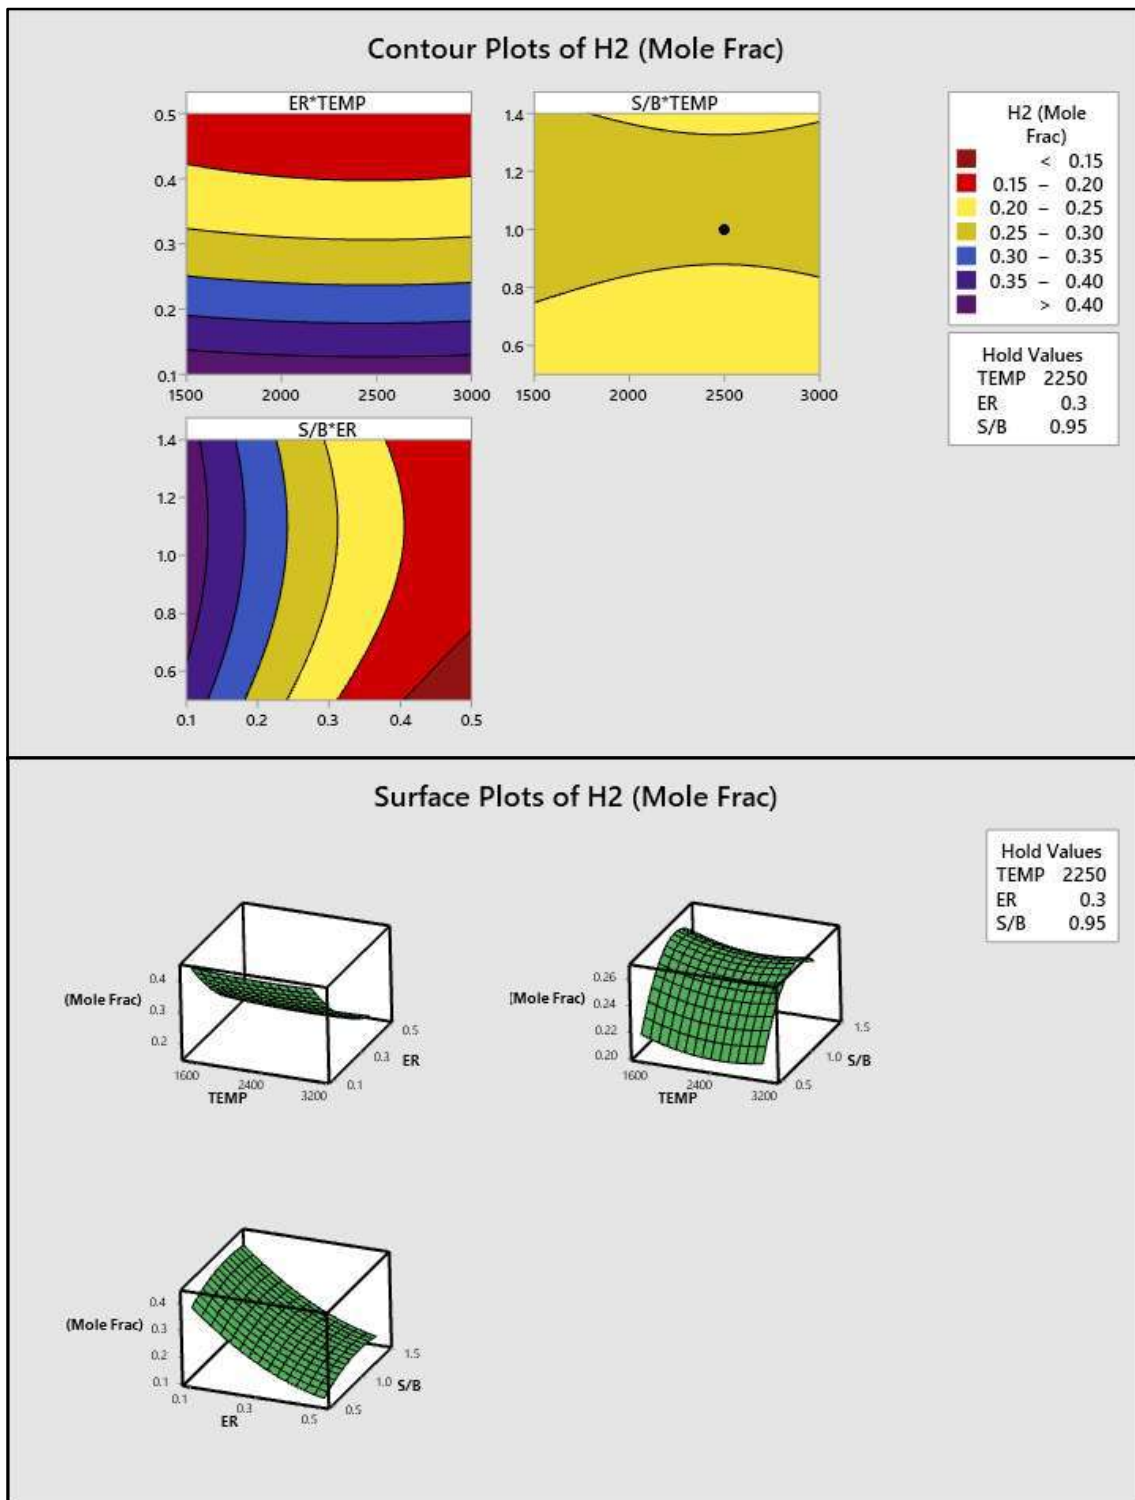 Contour Plots of H2 (Mole Frac)
ER*TEMP
0.5
0.4
0.3
0.2
0.1
1500 2000 2500 3000
S/B*TEMP
1.4
1.2
1.0
0.8
0.6
1500 2000 2500 3000
H2 (Mole
Frac)
< 0.15
0.15 – 0.20
0.20 – 0.25
0.25 – 0.30
0.30 – 0.35
0.35 – 0.40
> 0.40
Hold Values
TEMP 2250
ER 0.3
S/B 0.95
S/B*ER
1.4
1.2
1.0
0.8
0.6
0.1 0.2 0.3 0.4 0.5
Surface Plots of H2 (Mole Frac)
Hold Values
TEMP 2250
ER 0.3
S/B 0.95
0.4
(Mole Frac)
0.3
0.2
1600
2400
3200
TEMP
0.1
0.3
0.5
ER
0.26
(Mole Frac)
0.24
0.22
0.20
1600
2400
3200
TEMP
0.5
1.0
1.5
S/B
0.4
(Mole Frac)
0.3
0.2
0.1
0.1
0.3
0.5
ER
0.5
1.0
1.5
S/B